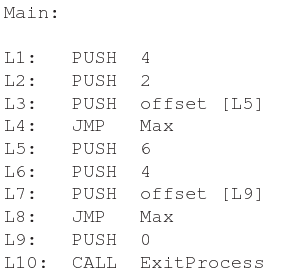 Main:
L1: PUSH 4
L2: PUSH 2
L3: PUSH offset [L5]
L4: JMP Max
L5: PUSH 6
L6: PUSH 4
L7: PUSH offset [L9]
L8: JMP Max
L9: PUSH 0
L10: CALL ExitProcess